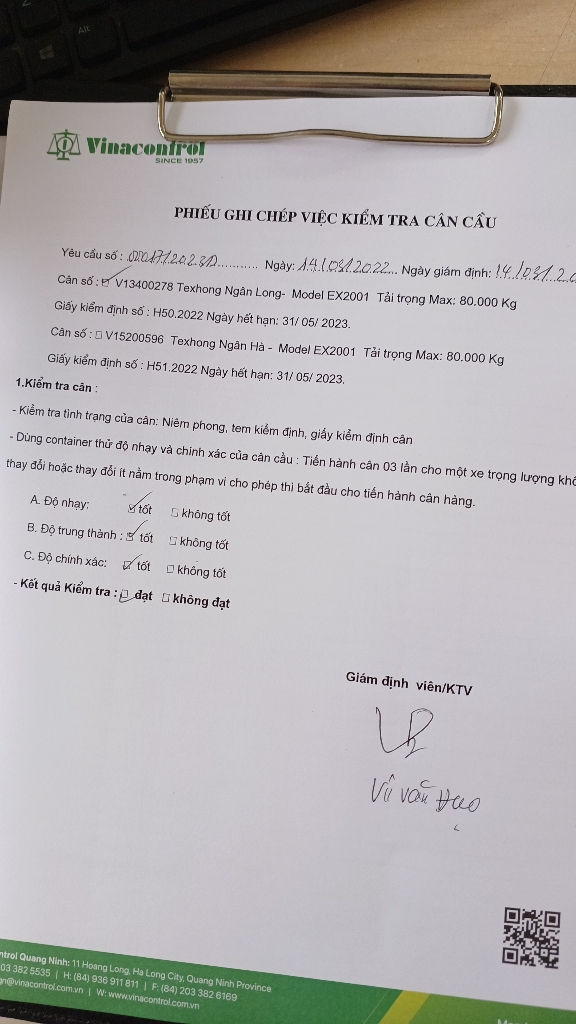 Alt
Vinacontrol
SINCE 1957
PHIẾU GHI CHÉP VIỆC KIỂM TRA CÂN CẦU
Yêu cầu số : ............ Ngày: 14/ 2022... Ngày giám định: 14/
Cân số : V13400278 Texhong Ngân Long- Model EX2001 Tải trọng Max: 80.000 Kg
Giấy kiểm định số : H50.2022 Ngày hết hạn: 31/ 05/ 2023.
Cân số : □ V15200596 Texhong Ngân Hà - Model EX2001 Tải trọng Max: 80.000 Kg
Giấy kiểm định số : H51.2022 Ngày hết hạn: 31/ 05/ 2023.
1.Kiểm tra cân :
- Kiểm tra tình trạng của cân: Niêm phong, tem kiểm định, giấy kiểm định cân
- Dùng container thử độ nhạy và chính xác của cân cầu : Tiến hành cân 03 lần cho một xe trọng lượng khô
thay đổi hoặc thay đổi ít nằm trong phạm vi cho phép thì bắt đầu cho tiến hành cân hàng.
A. Độ nhạy: ☑ tốt □ không tốt
B. Độ trung thành : ☑ tốt □ không tốt
C. Độ chính xác: ☑ tốt □ không tốt
- Kết quả Kiểm tra : ☑ đạt □ không đạt
Giám định viên/KTV
Vũ văn Đạo
ntrol Quang Ninh: 11 Hoang Long, Ha Long City, Quang Ninh Province
03 382 5535 | H: (84) 936 911 811 | F: (84) 203 382 6169
gn@vinacontrol.com.vn | W: www.vinacontrol.com.vn